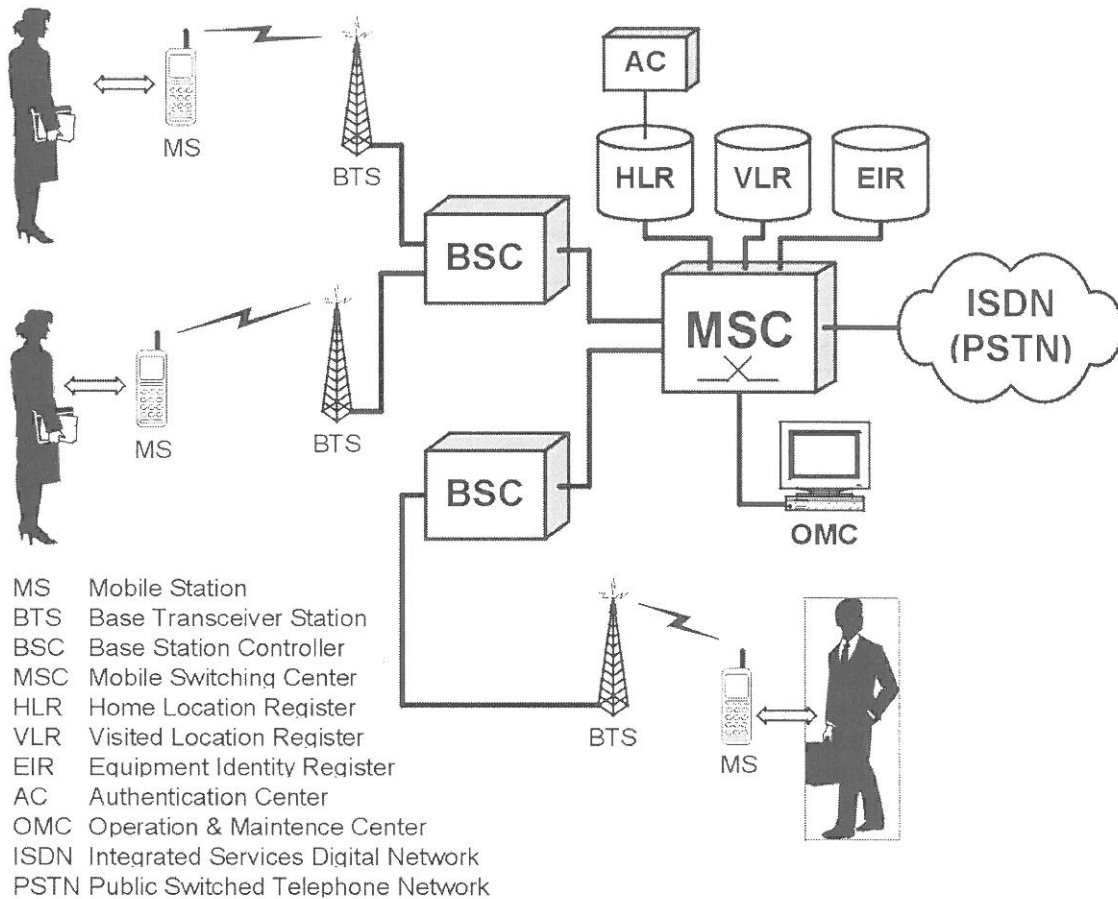 MS
BTS
AC
HLR
VLR
EIR
BSC
MSC
ISDN
(PSTN)
MS
BTS
BSC
OMC
BTS
MS
MS Mobile Station
BTS Base Transceiver Station
BSC Base Station Controller
MSC Mobile Switching Center
HLR Home Location Register
VLR Visited Location Register
EIR Equipment Identity Register
AC Authentication Center
OMC Operation & Maintence Center
ISDN Integrated Services Digital Network
PSTN Public Switched Telephone Network